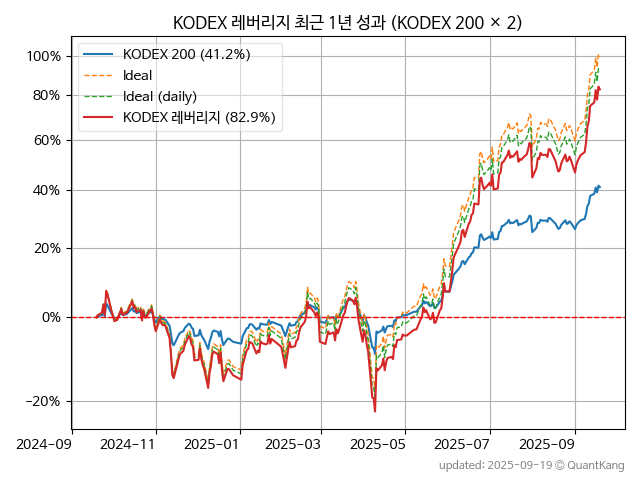 KODEX 레버리지 최근 1년 성과 (KODEX 200 × 2)
KODEX 200 (41.2%)
Ideal
Ideal (daily)
KODEX 레버리지 (82.9%)
100%
80%
60%
40%
20%
0%
−20%
2024-09
2024-11
2025-01
2025-03
2025-05
2025-07
2025-09
updated: 2025-09-19 © QuantKang